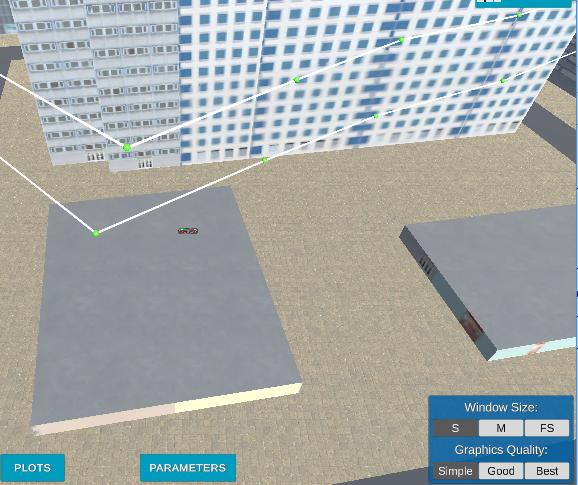 Window Size:
S M FS
Graphics Quality:
Simple Good Best
PLOTS PARAMETERS